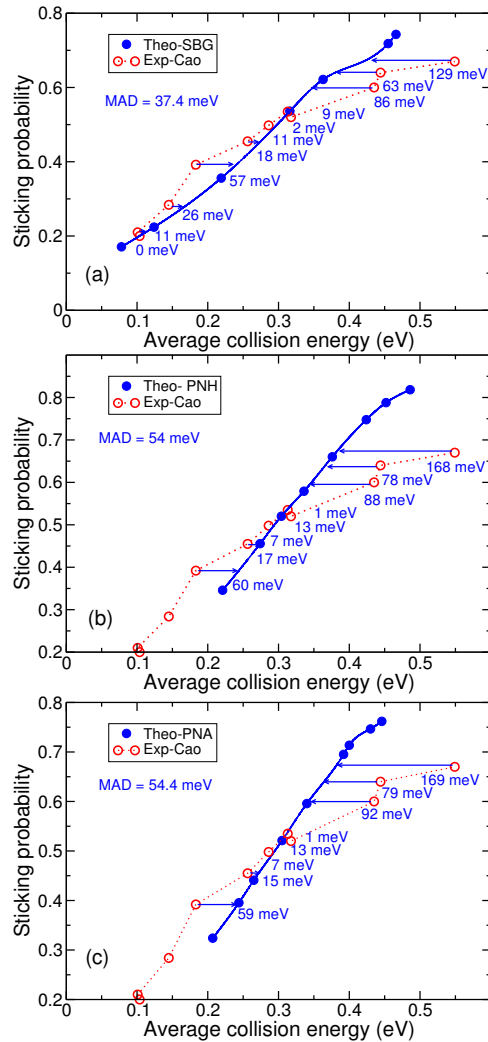 0.8
Theo-SBG
Exp-Cao
MAD = 37.4 meV
0.6
129 meV
63 meV
86 meV
9 meV
2 meV
11 meV
18 meV
0.4
57 meV
26 meV
0.2
11 meV
0 meV
(a)
0
0 0.1 0.2 0.3 0.4 0.5
Sticking probability
Average collision energy (eV)
0.9
Theo- PNH
Exp-Cao
0.8
MAD = 54 meV
0.7
168 meV
78 meV
0.6
88 meV
1 meV
0.5
13 meV
7 meV
17 meV
0.4
60 meV
0.3
(b)
0.2
0 0.1 0.2 0.3 0.4 0.5
Sticking probability
Average collision energy (eV)
0.8
Theo-PNA
Exp-Cao
0.7
MAD = 54.4 meV
169 meV
79 meV
0.6
92 meV
1 meV
13 meV
0.5
7 meV
15 meV
0.4
59 meV
0.3
(c)
0.2
0 0.1 0.2 0.3 0.4 0.5
Sticking probability
Average collision energy (eV)